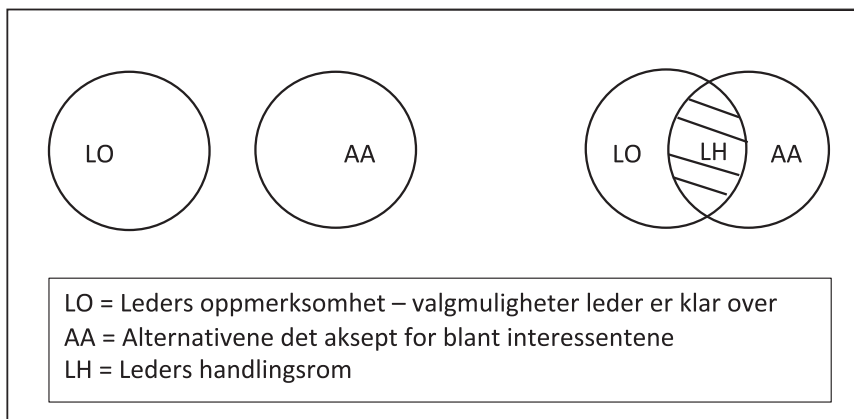 LO
AA
LO
LH
AA
LO = Leders oppmerksomhet – valgmuligheter leder er klar over
AA = Alternativene det aksept for blant interessentene
LH = Leders handlingsrom